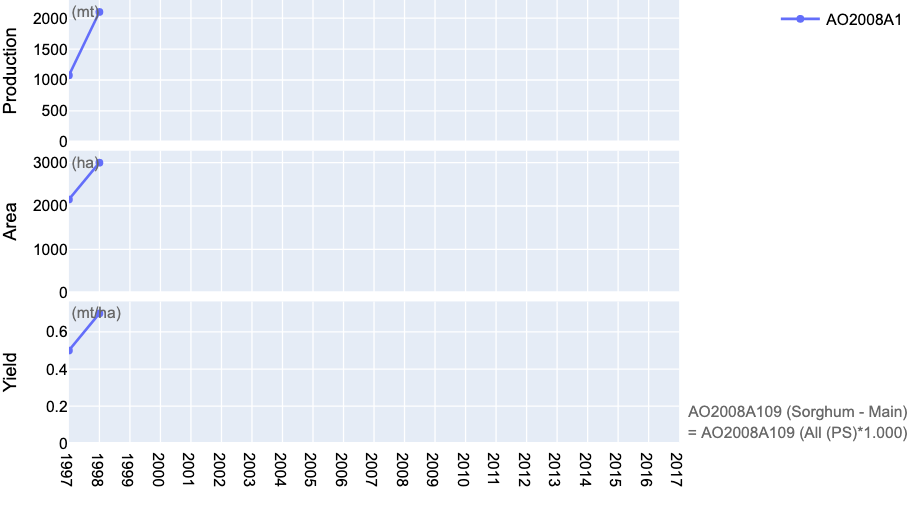 Production
(mt)
2000
1500
1000
500
0
AO2008A1
Area
(ha)
3000
2000
1000
0
Yield
(mt/ha)
0.6
0.4
0.2
0
1997 1998 1999 2000 2001 2002 2003 2004 2005 2006 2007 2008 2009 2010 2011 2012 2013 2014 2015 2016 2017
AO2008A109 (Sorghum - Main)
= AO2008A109 (All (PS)*1.000)